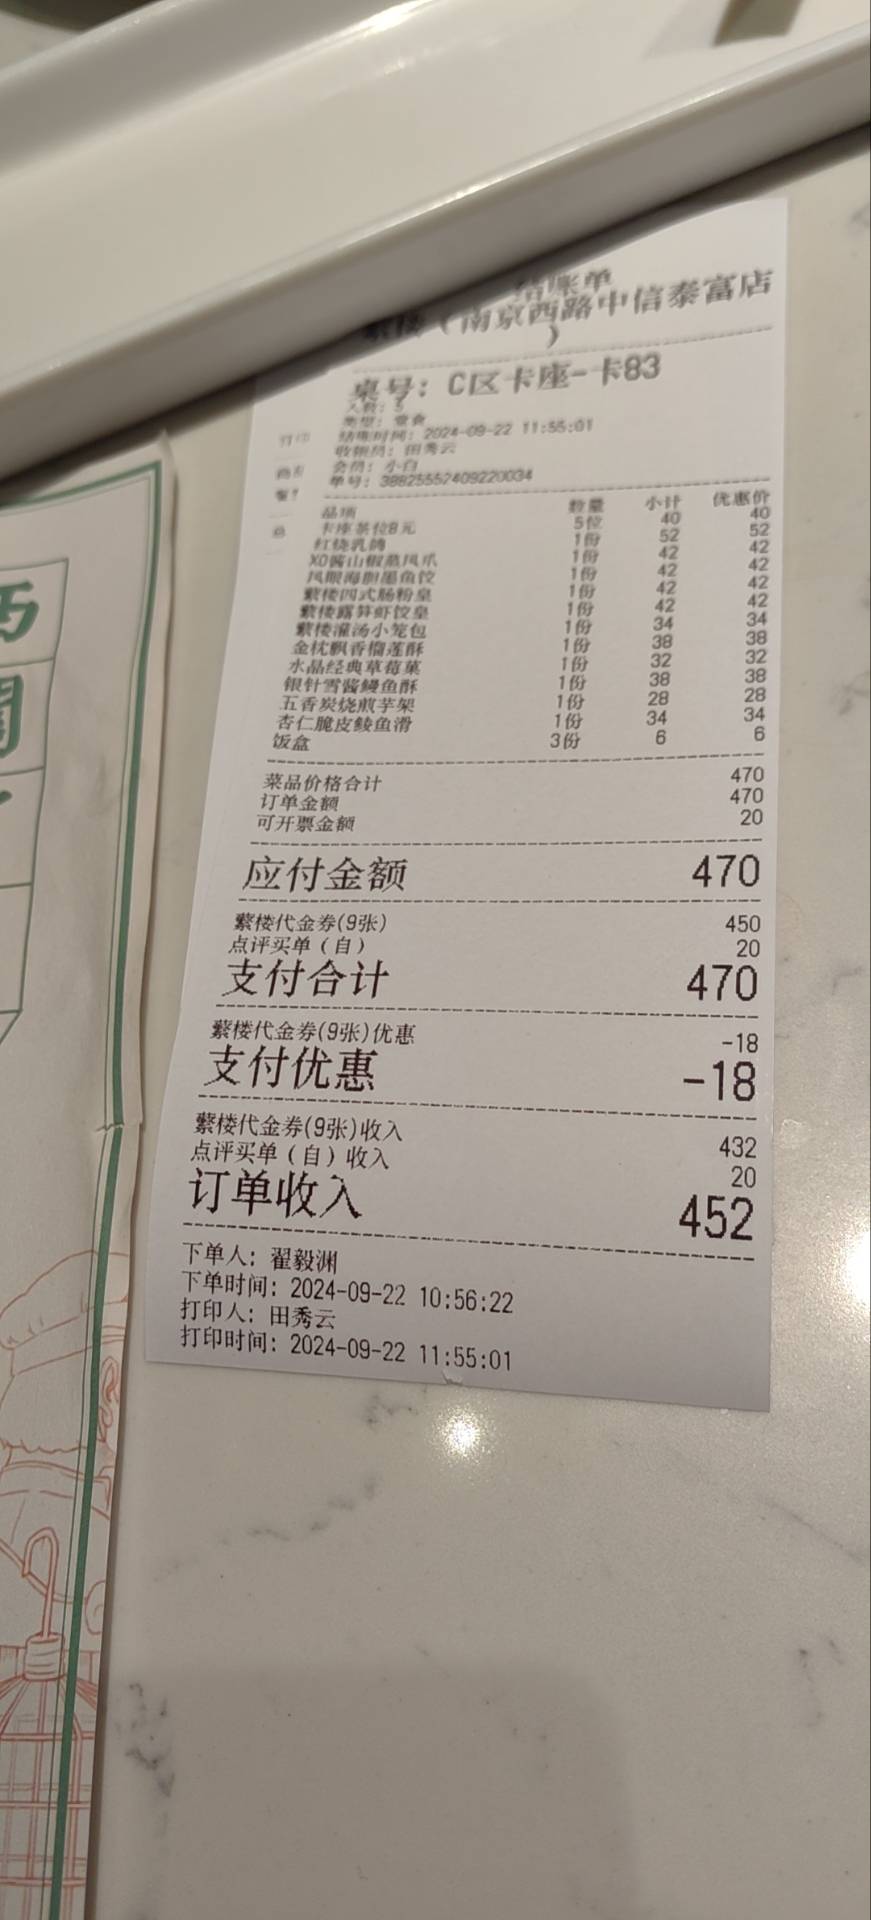 结账单
紫楼（南京西路中信泰富店
）
桌号: C区卡座-卡83
人数: 5
类型: 堂食
结账时间: 2024-09-22 11:55:01
收银员: 田秀云
会员: 小白
单号: 38825552409220034
品项 数量 小计 优惠价
卡座茶位8元 5位 40 40
红烧乳鸽 1份 52 52
XO酱山椒蒸凤爪 1份 42 42
凤眼海胆墨鱼饺 1份 42 42
紫楼四式肠粉皇 1份 42 42
紫楼露笋虾饺皇 1份 42 42
紫楼灌汤小笼包 1份 34 34
金枕飘香榴莲酥 1份 38 38
水晶经典草莓菓 1份 32 32
银针雪酱鳗鱼酥 1份 38 38
五香炭烧煎芋架 1份 28 28
杏仁脆皮鲮鱼滑 1份 34 34
饭盒 3份 6 6
菜品价格合计 470
订单金额 470
可开票金额 20
应付金额 470
紫楼代金券(9张) 450
点评买单（自） 20
支付合计 470
紫楼代金券(9张)优惠 -18
支付优惠 -18
紫楼代金券(9张)收入 432
点评买单（自）收入 20
订单收入 452
下单人: 翟毅渊
下单时间: 2024-09-22 10:56:22
打印人: 田秀云
打印时间: 2024-09-22 11:55:01